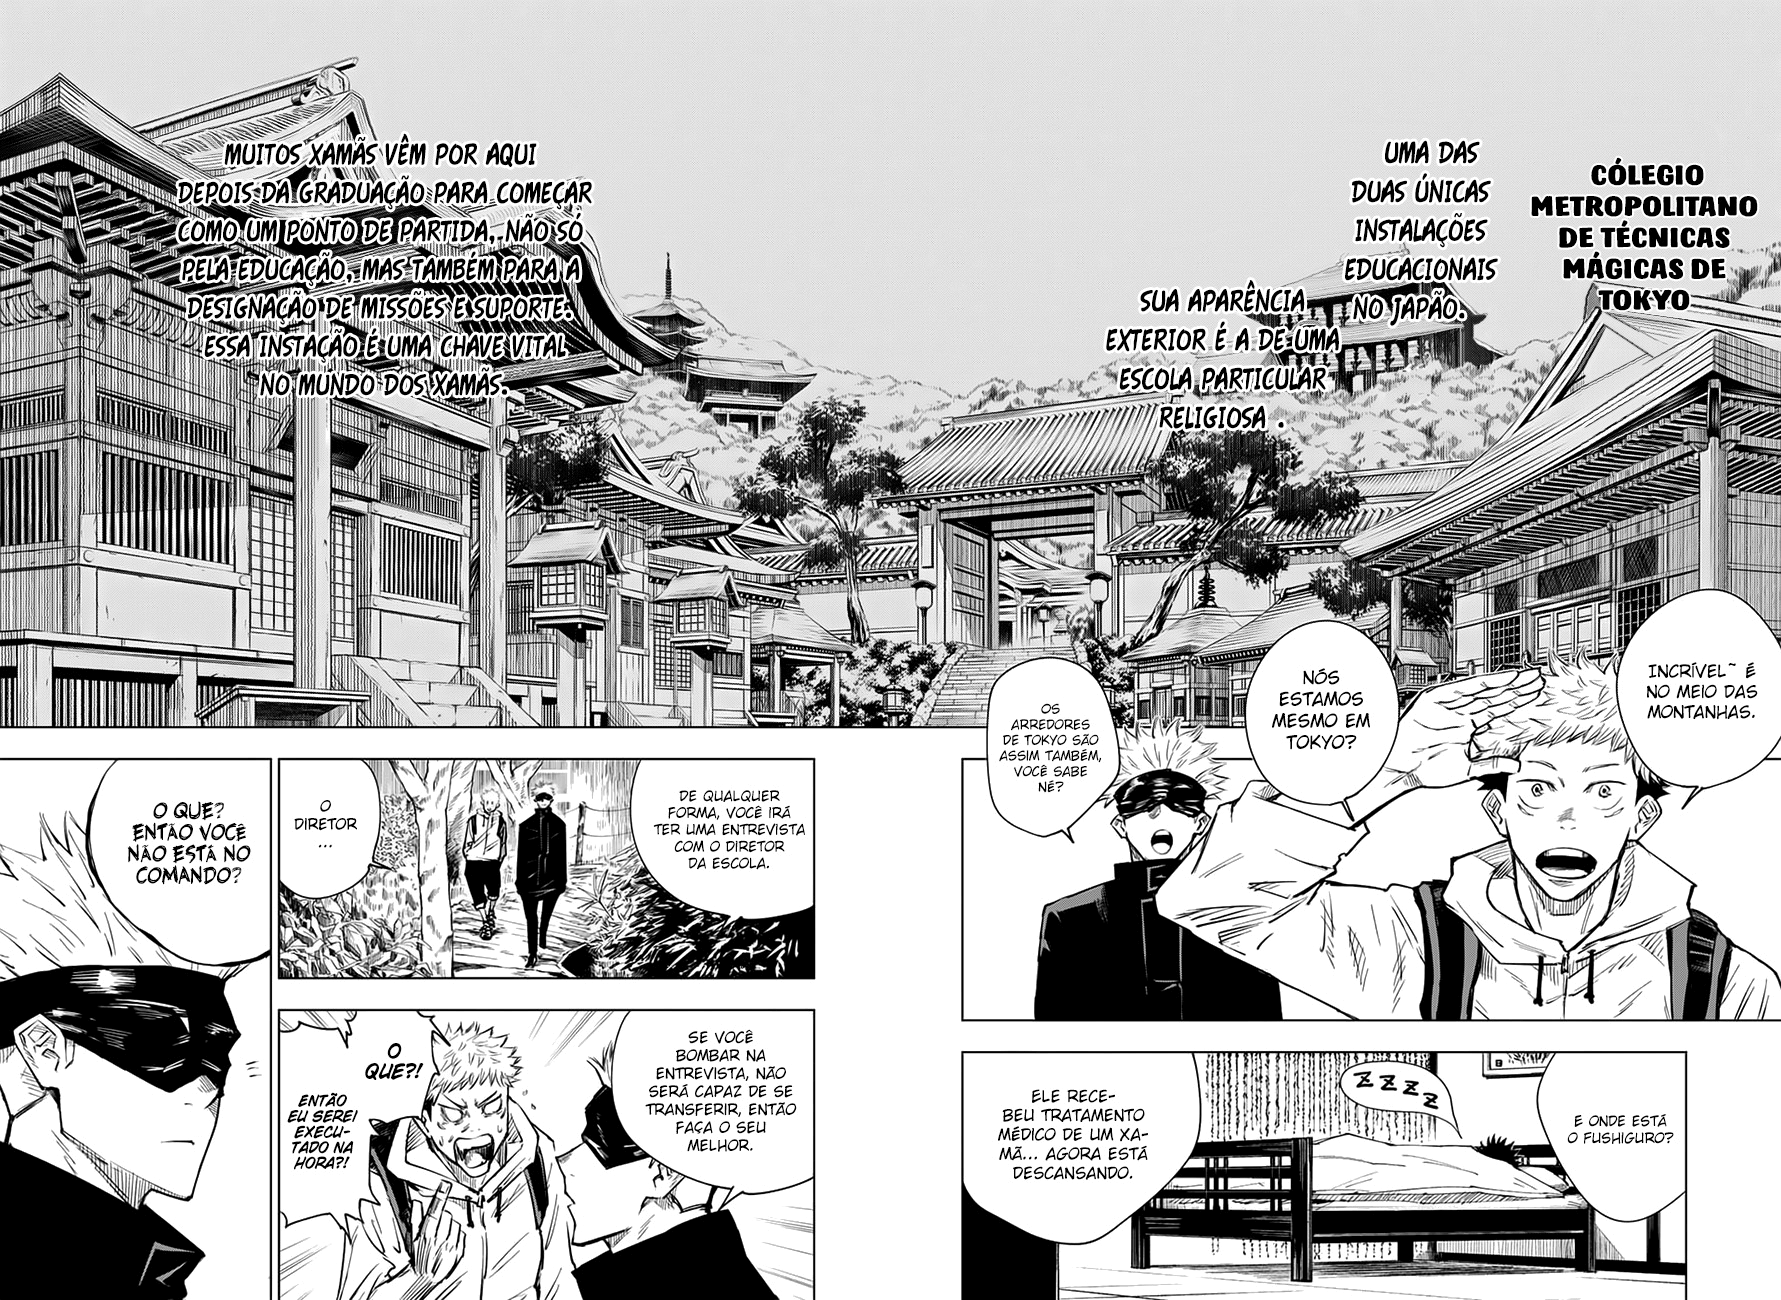 CÓLEGIO
METROPOLITANO
DE TÉCNICAS
MÁGICAS DE
TOKYO
UMA DAS
DUAS ÚNICAS
INSTALAÇÕES
EDUCACIONAIS
NO JAPÃO.
SUA APARÊNCIA
EXTERIOR É A DE UMA
ESCOLA PARTICULAR
RELIGIOSA .
MUITOS XAMÃS VÊM POR AQUI
DEPOIS DA GRADUAÇÃO PARA COMEÇAR
COMO UM PONTO DE PARTIDA, NÃO SÓ
PELA EDUCAÇÃO, MAS TAMBÉM PARA A
DESIGNAÇÃO DE MISSÕES E SUPORTE.
ESSA INSTAÇÃO É UMA CHAVE VITAL
NO MUNDO DOS XAMÃS.
INCRÍVEL~ É
NO MEIO DAS
MONTANHAS.
NÓS
ESTAMOS
MESMO EM
TOKYO?
OS
ARREDORES
DE TOKYO SÃO
ASSIM TAMBÉM,
VOCÊ SABE
NÉ?
E ONDE ESTÁ
O FUSHIGURO?
ZZZZ
ELE RECE-
BEU TRATAMENTO
MÉDICO DE UM XA-
MÃ... AGORA ESTÁ
DESCANSANDO.
DE QUALQUER
FORMA, VOCÊ IRÁ
TER UMA ENTREVISTA
COM O DIRETOR
DA ESCOLA.
O
DIRETOR
...
SE VOCÊ
BOMBAR NA
ENTREVISTA, NÃO
SERÁ CAPAZ DE SE
TRANSFERIR, ENTÃO
FAÇA O SEU
MELHOR.
O
QUE?!
ENTÃO
EU SEREI
EXECU-
TADO NA
HORA?!
O QUE?
ENTÃO VOCÊ
NÃO ESTÁ NO
COMANDO?